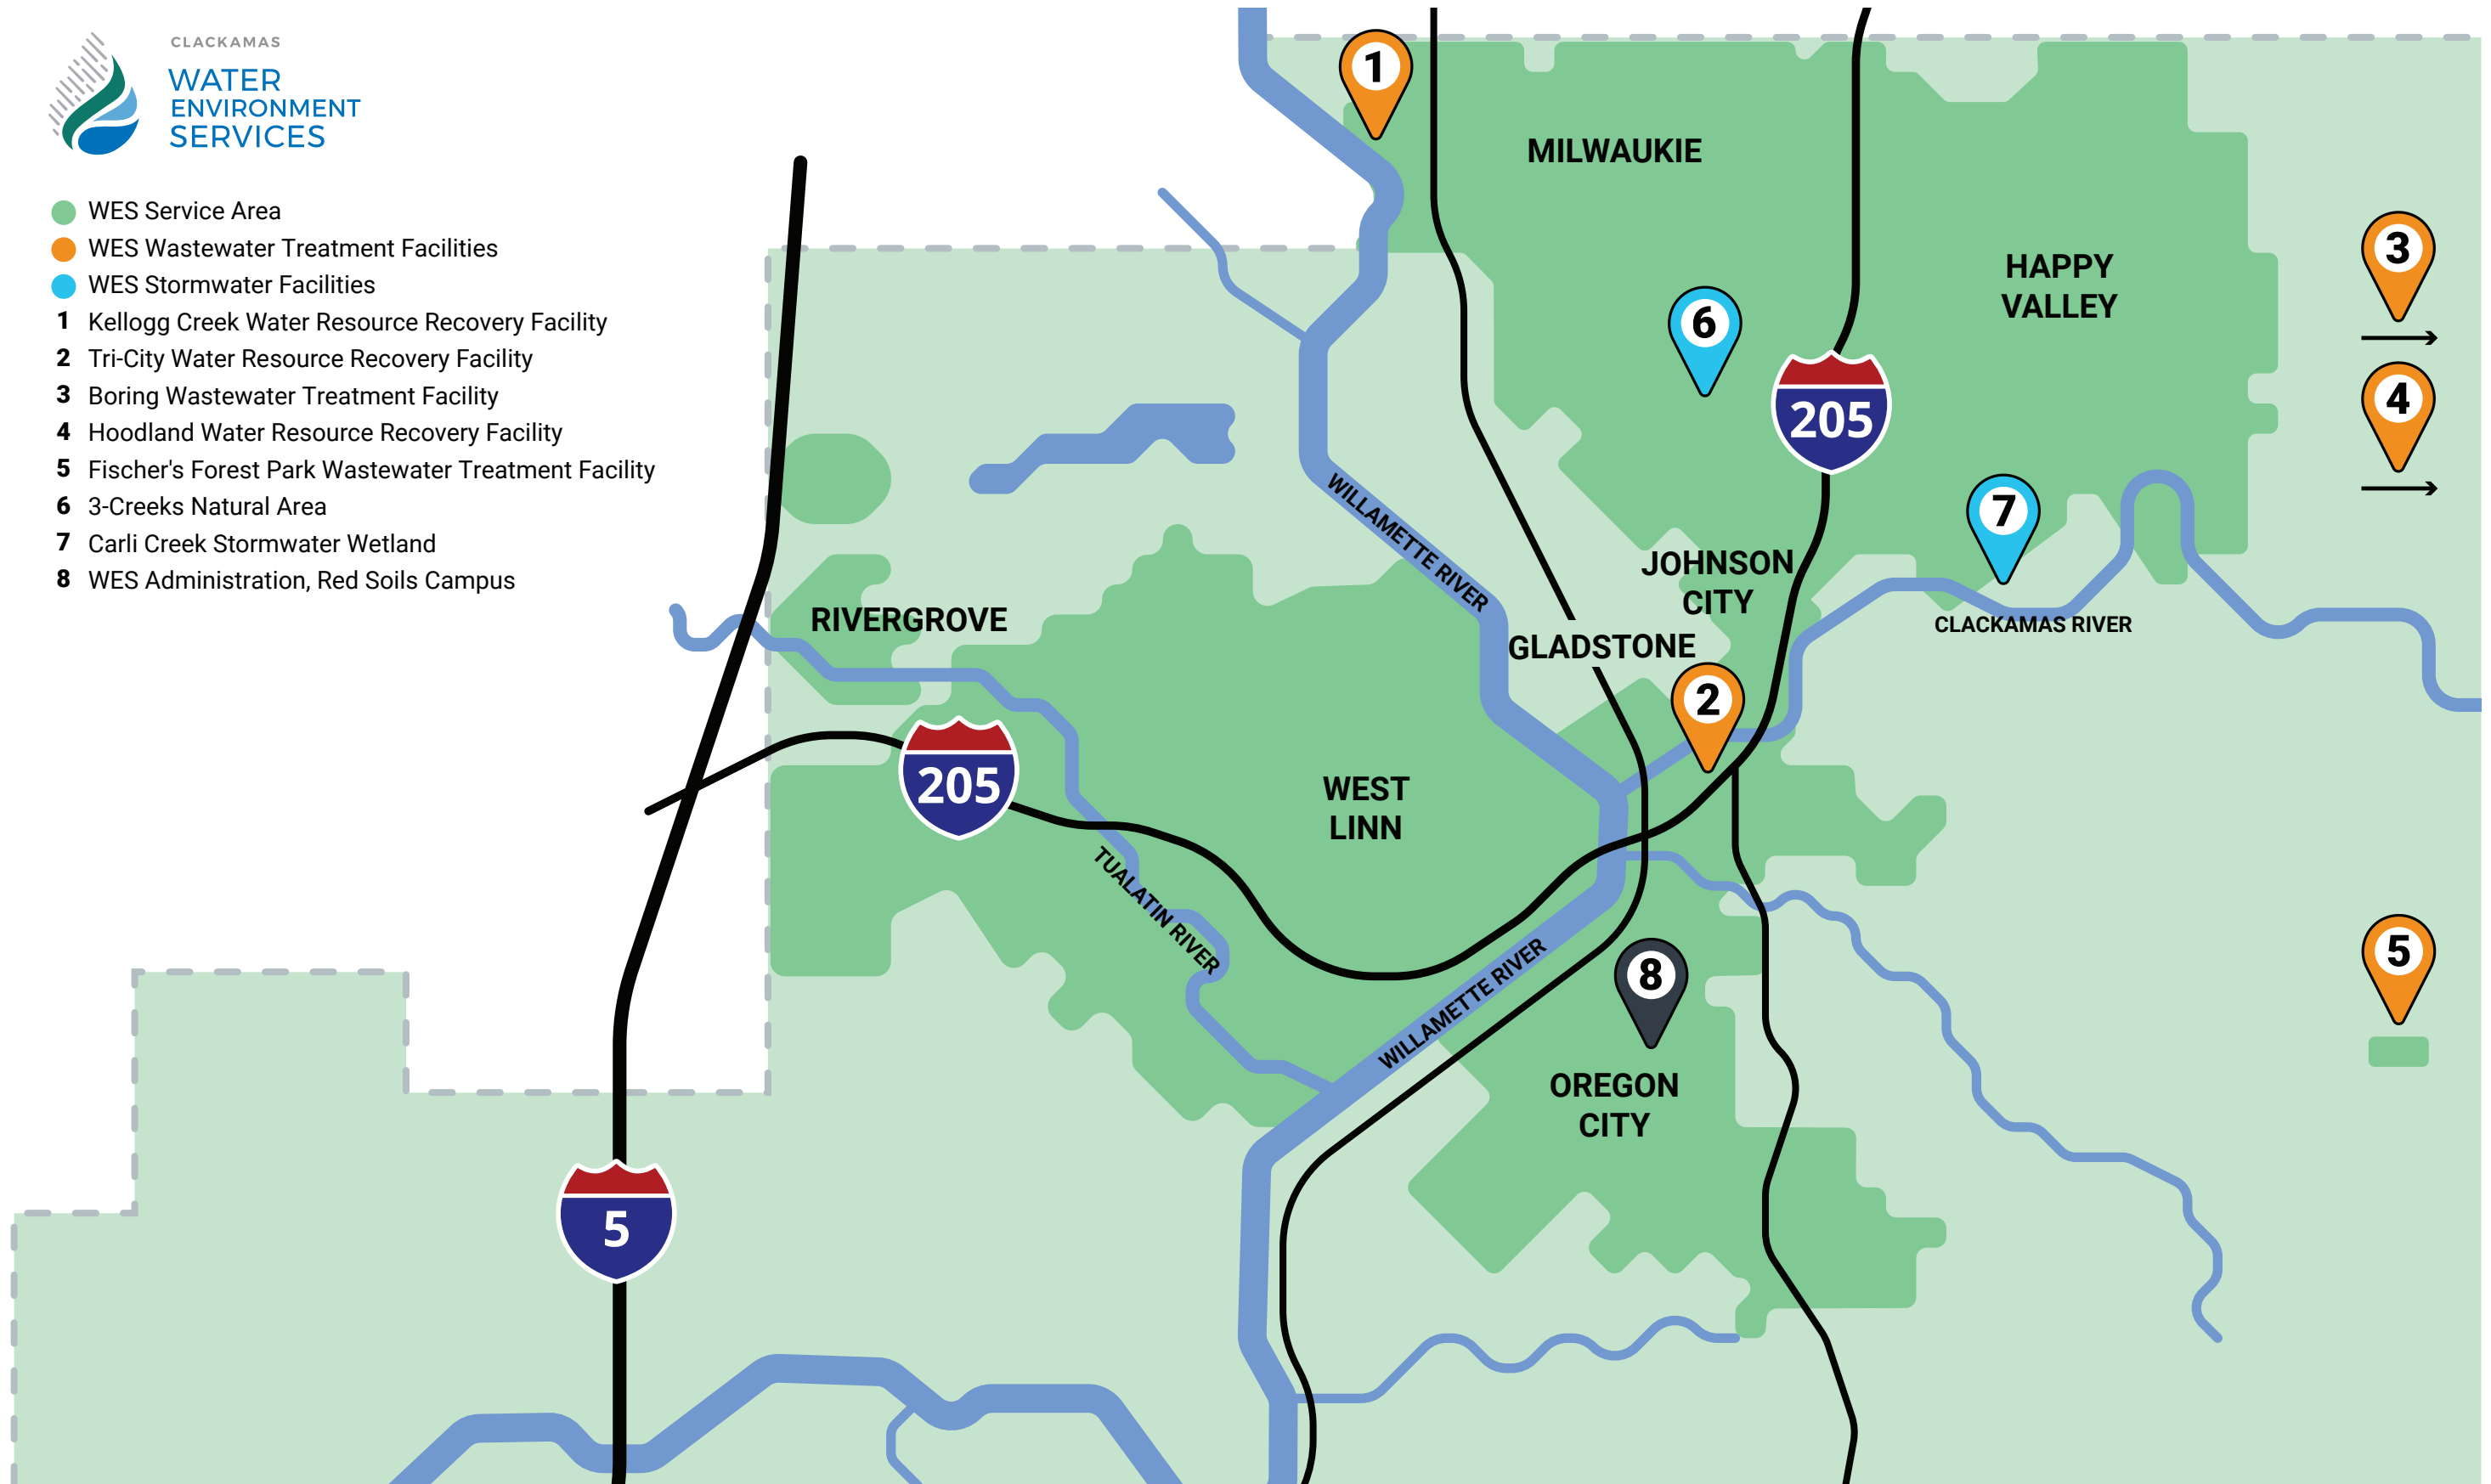 CLACKAMAS
WATER
ENVIRONMENT
SERVICES
WES Service Area
WES Wastewater Treatment Facilities
WES Stormwater Facilities
1 Kellogg Creek Water Resource Recovery Facility
2 Tri-City Water Resource Recovery Facility
3 Boring Wastewater Treatment Facility
4 Hoodland Water Resource Recovery Facility
5 Fischer's Forest Park Wastewater Treatment Facility
6 3-Creeks Natural Area
7 Carli Creek Stormwater Wetland
8 WES Administration, Red Soils Campus
1
MILWAUKIE
3
HAPPY
VALLEY
6
4
205
WILLAMETTE RIVER
7
JOHNSON
CITY
RIVERGROVE
CLACKAMAS RIVER
GLADSTONE
2
205
WEST
LINN
TUALATIN RIVER
WILLAMETTE RIVER
8
5
OREGON
CITY
5